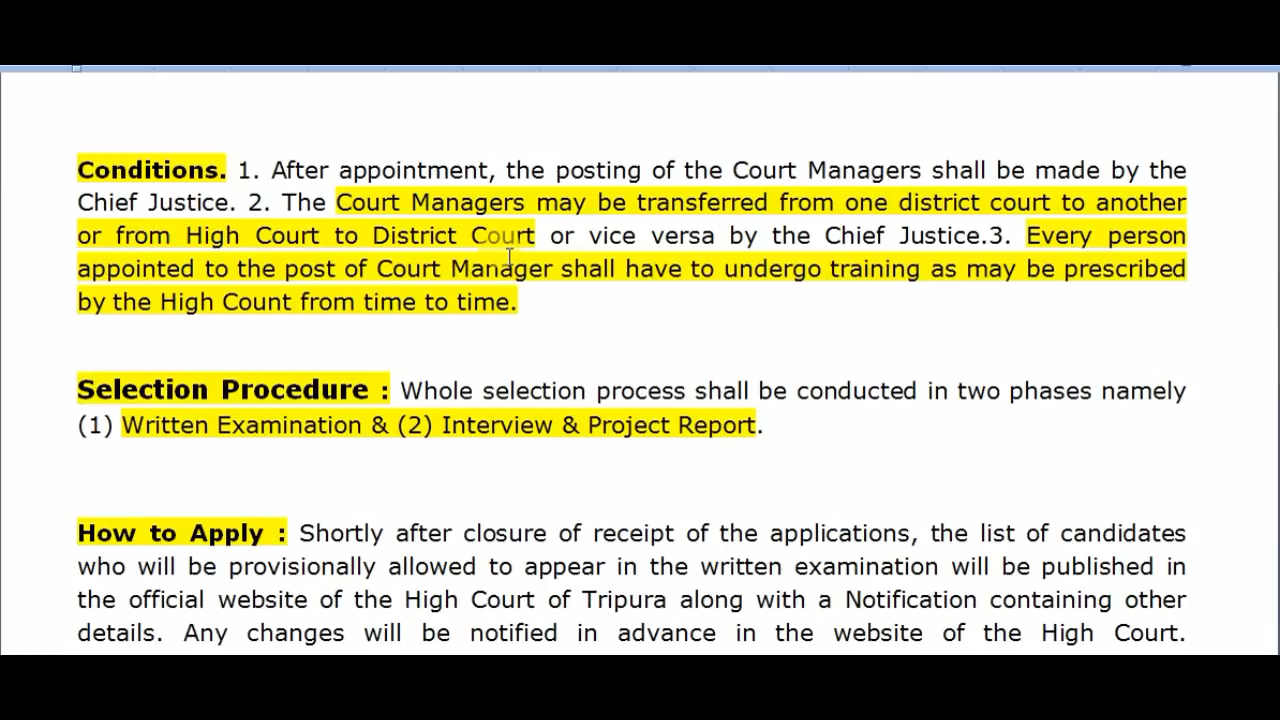 Conditions. 1. After appointment, the posting of the Court Managers shall be made by the
Chief Justice. 2. The Court Managers may be transferred from one district court to another
or from High Court to District Court or vice versa by the Chief Justice.3. Every person
appointed to the post of Court Manager shall have to undergo training as may be prescribed
by the High Count from time to time.
Selection Procedure : Whole selection process shall be conducted in two phases namely
(1) Written Examination & (2) Interview & Project Report.
How to Apply : Shortly after closure of receipt of the applications, the list of candidates
who will be provisionally allowed to appear in the written examination will be published in
the official website of the High Court of Tripura along with a Notification containing other
details. Any changes will be notified in advance in the website of the High Court.